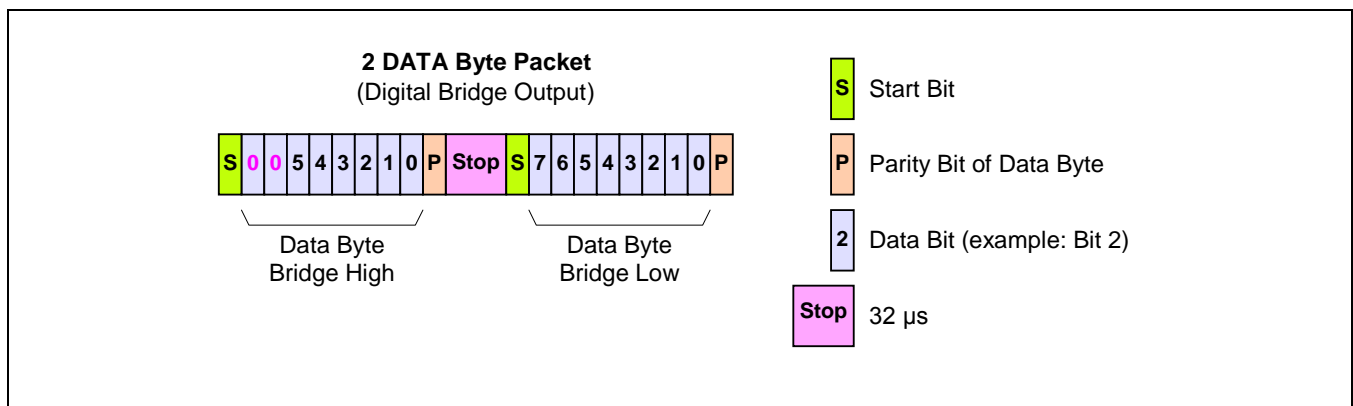 2 DATA Byte Packet
(Digital Bridge Output)
S 0 0 5 4 3 2 1 0 P Stop S 7 6 5 4 3 2 1 0 P
Data Byte
Bridge High
Data Byte
Bridge Low
S Start Bit
P Parity Bit of Data Byte
2 Data Bit (example: Bit 2)
Stop 32 µs